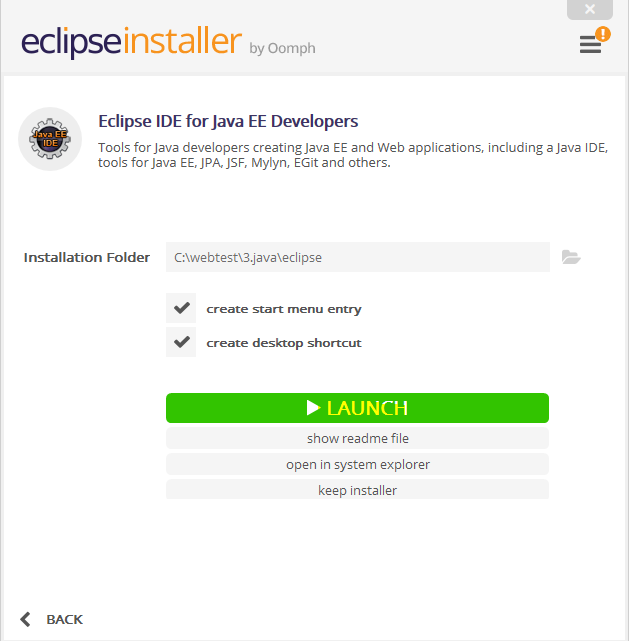 eclipseinstaller by Oomph
!
Java EE
IDE
Eclipse IDE for Java EE Developers
Tools for Java developers creating Java EE and Web applications, including a Java IDE,
tools for Java EE, JPA, JSF, Mylyn, EGit and others.
Installation Folder C:\webtest\3.java\eclipse
create start menu entry
create desktop shortcut
LAUNCH
show readme file
open in system explorer
keep installer
BACK